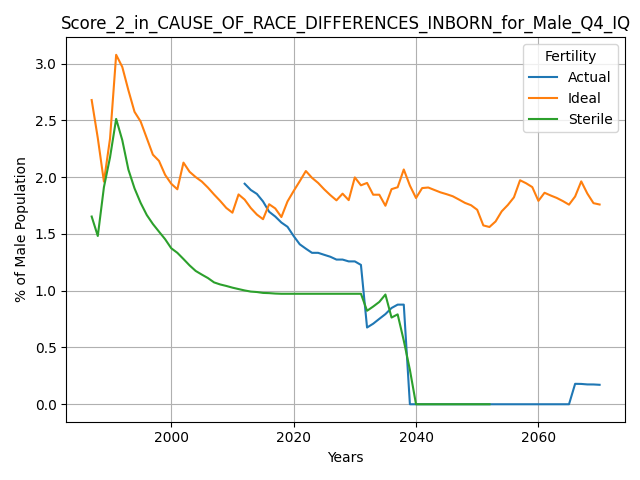 Score_2_in_CAUSE_OF_RACE_DIFFERENCES_INBORN_for_Male_Q4_IQ
Fertility
Actual
Ideal
Sterile
% of Male Population
3.0
2.5
2.0
1.5
1.0
0.5
0.0
2000
2020
2040
2060
Years